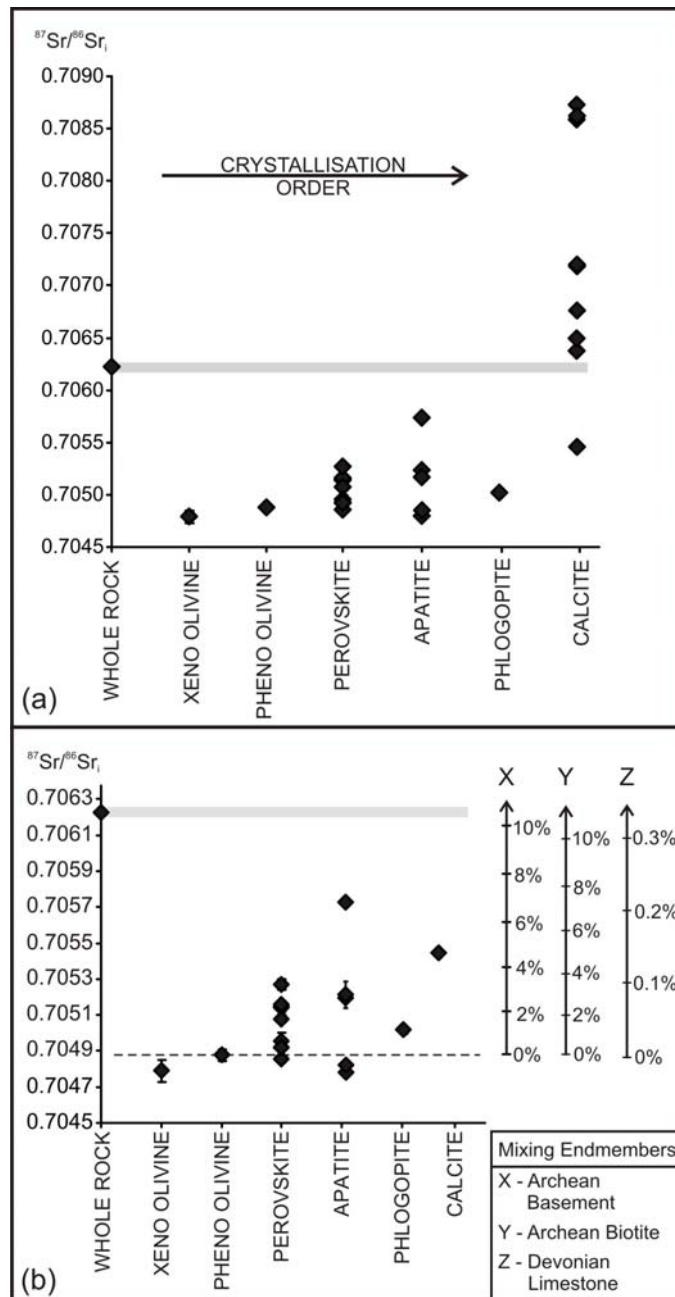 ⁸⁷Sr/⁸⁶Srᵢ
0.7090
0.7085
0.7080
0.7075
0.7070
0.7065
0.7060
0.7055
0.7050
0.7045
CRYSTALLISATION
ORDER
WHOLE ROCK
XENO OLIVINE
PHENO OLIVINE
PEROVSKITE
APATITE
PHLOGOPITE
CALCITE
(a)
⁸⁷Sr/⁸⁶Srᵢ
0.7063
0.7061
0.7059
0.7057
0.7055
0.7053
0.7051
0.7049
0.7047
0.7045
X
10%
8%
6%
4%
2%
0%
Y
10%
8%
6%
4%
2%
0%
Z
0.3%
0.2%
0.1%
0%
WHOLE ROCK
XENO OLIVINE
PHENO OLIVINE
PEROVSKITE
APATITE
PHLOGOPITE
CALCITE
Mixing Endmembers
X - Archean
Basement
Y - Archean Biotite
Z - Devonian
Limestone
(b)